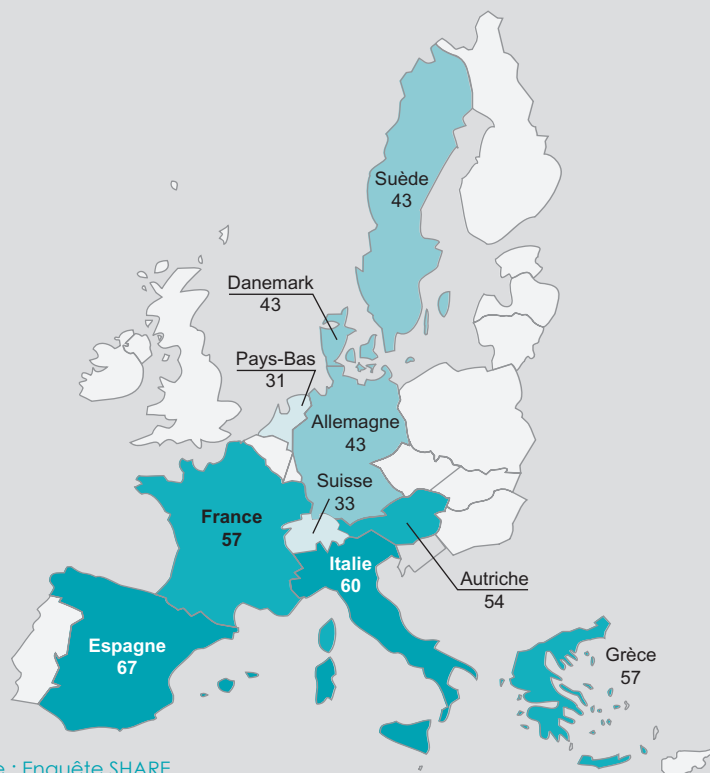 Suède
43
Danemark
43
Pays-Bas
31
Allemagne
43
Suisse
33
France
57
Italie
60
Autriche
54
Espagne
67
Grèce
57
: Enquête SHARE